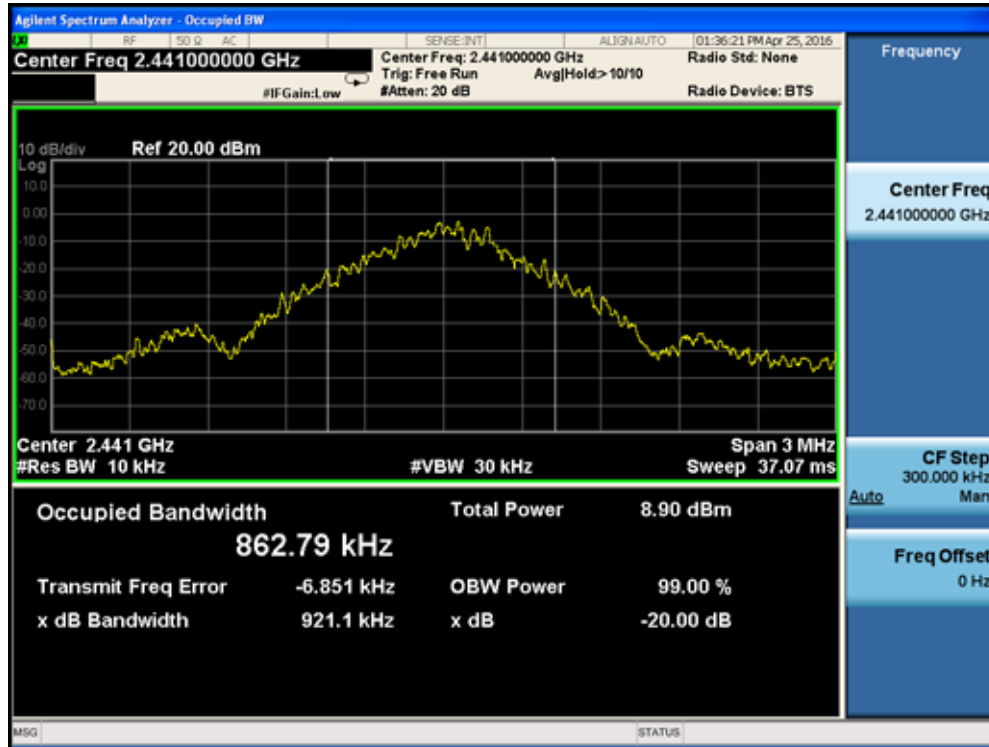 Agilent Spectrum Analyzer - Occupied BW
RF 50 Ω AC SENSE:INT ALIGN AUTO 01:36:21 PM Apr 25, 2016
Center Freq 2.441000000 GHz
Center Freq: 2.441000000 GHz
Radio Std: None
Trig: Free Run Avg|Hold:> 10/10
#IFGain:Low
#Atten: 20 dB
Radio Device: BTS
Frequency
10 dB/div Ref 20.00 dBm
Log
10.0
0.00
-10.0
-20.0
-30.0
-40.0
-50.0
-60.0
-70.0
Center 2.441 GHz
Span 3 MHz
#Res BW 10 kHz
#VBW 30 kHz
Sweep 37.07 ms
Center Freq
2.441000000 GHz
CF Step
300.000 kHz
Auto Man
Freq Offset
0 Hz
Occupied Bandwidth
862.79 kHz
Total Power 8.90 dBm
Transmit Freq Error -6.851 kHz
OBW Power 99.00 %
x dB Bandwidth 921.1 kHz
x dB -20.00 dB
MSG
STATUS